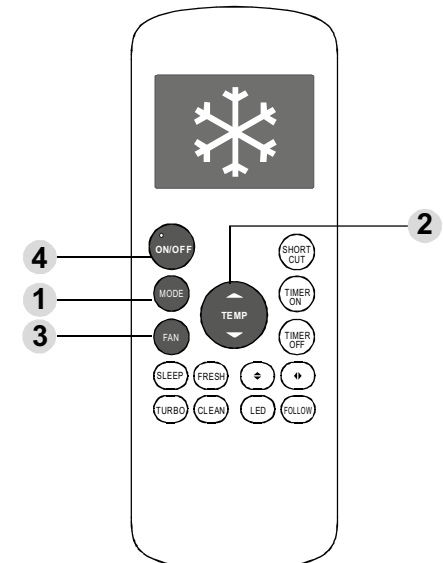 2
ON/OFF
4
SHORT
CUT
1
MODE
TEMP
TIMER
ON
3
FAN
TIMER
OFF
SLEEP FRESH
TURBO CLEAN LED FOLLOW